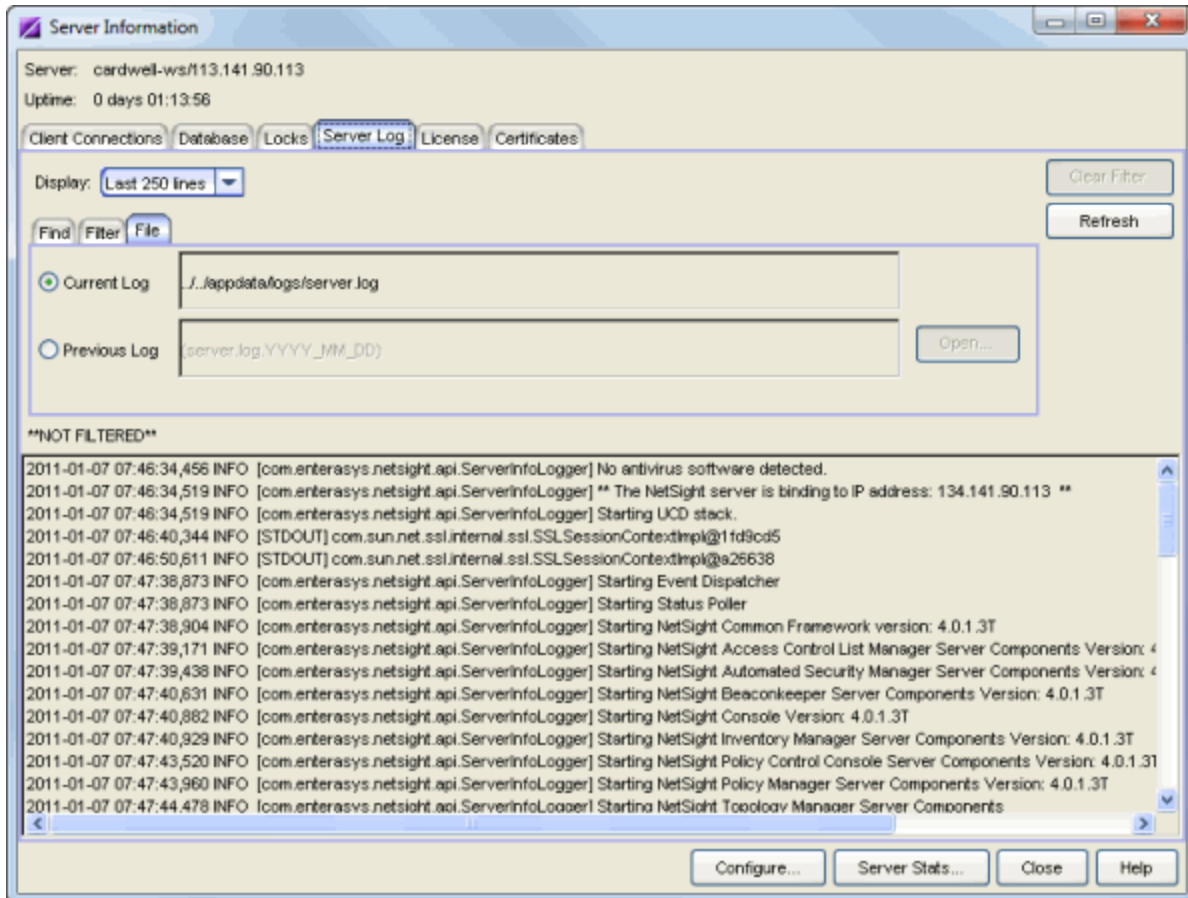 Server Information
Server: cardwell-ws/113.141.90.113
Uptime: 0 days 01:13:56
Client Connections Database Locks Server Log License Certificates
Display: Last 250 lines
Clear Filter
Refresh
Find Filter File
Current Log ../../appdata/logs/server.log
Previous Log (server.log.YYYY_MM_DD)
Open...
**NOT FILTERED**
2011-01-07 07:46:34,456 INFO [com.enterasys.netsight.api.ServerInfoLogger] No antivirus software detected.
2011-01-07 07:46:34,519 INFO [com.enterasys.netsight.api.ServerInfoLogger] ** The NetSight server is binding to IP address: 134.141.90.113 **
2011-01-07 07:46:34,519 INFO [com.enterasys.netsight.api.ServerInfoLogger] Starting UCD stack.
2011-01-07 07:46:40,344 INFO [STDOUT] com.sun.net.ssl.internal.ssl.SSLSessionContextImpl@1fd9cd5
2011-01-07 07:46:50,611 INFO [STDOUT] com.sun.net.ssl.internal.ssl.SSLSessionContextImpl@a26638
2011-01-07 07:47:38,873 INFO [com.enterasys.netsight.api.ServerInfoLogger] Starting Event Dispatcher
2011-01-07 07:47:38,873 INFO [com.enterasys.netsight.api.ServerInfoLogger] Starting Status Poller
2011-01-07 07:47:38,904 INFO [com.enterasys.netsight.api.ServerInfoLogger] Starting NetSight Common Framework version: 4.0.1.3T
2011-01-07 07:47:39,171 INFO [com.enterasys.netsight.api.ServerInfoLogger] Starting NetSight Access Control List Manager Server Components Version: 4
2011-01-07 07:47:39,438 INFO [com.enterasys.netsight.api.ServerInfoLogger] Starting NetSight Automated Security Manager Server Components Version: 4
2011-01-07 07:47:40,631 INFO [com.enterasys.netsight.api.ServerInfoLogger] Starting NetSight Beaconkeeper Server Components Version: 4.0.1.3T
2011-01-07 07:47:40,882 INFO [com.enterasys.netsight.api.ServerInfoLogger] Starting NetSight Console Version: 4.0.1.3T
2011-01-07 07:47:40,929 INFO [com.enterasys.netsight.api.ServerInfoLogger] Starting NetSight Inventory Manager Server Components Version: 4.0.1.3T
2011-01-07 07:47:43,520 INFO [com.enterasys.netsight.api.ServerInfoLogger] Starting NetSight Policy Control Console Server Components Version: 4.0.1.3T
2011-01-07 07:47:43,960 INFO [com.enterasys.netsight.api.ServerInfoLogger] Starting NetSight Policy Manager Server Components Version: 4.0.1.3T
2011-01-07 07:47:44,478 INFO [com.enterasys.netsight.api.ServerInfoLogger] Starting NetSight Topology Manager Server Components
Configure... Server Stats... Close Help